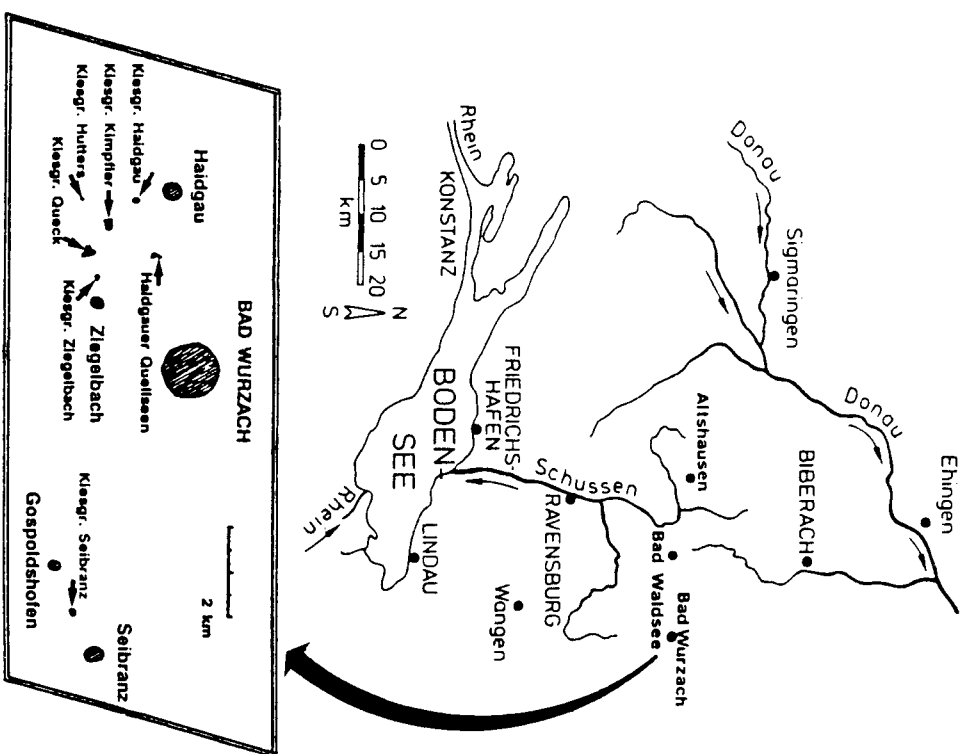 Donau
Sigmaringen
Donau
Ehingen
BIBERACH
Altshausen
Schussen
Bad Waldsee
Bad Wurzach
RAVENSBURG
Wangen
FRIEDRICHS-
HAFEN
BODEN-
SEE
LINDAU
Rhein
Rhein
KONSTANZ
0 5 10 15 20
km
N
S
BAD WURZACH
Haidgau
Haidgauer Quellseen
Kiesgr. Haidgau
Kiesgr. Kimpfler
Kiesgr. Hutters
Kiesgr. Queck
Ziegelbach
Kiesgr. Ziegelbach
Kiesgr. Seibranz
Gospoldshofen
Seibranz
2 km